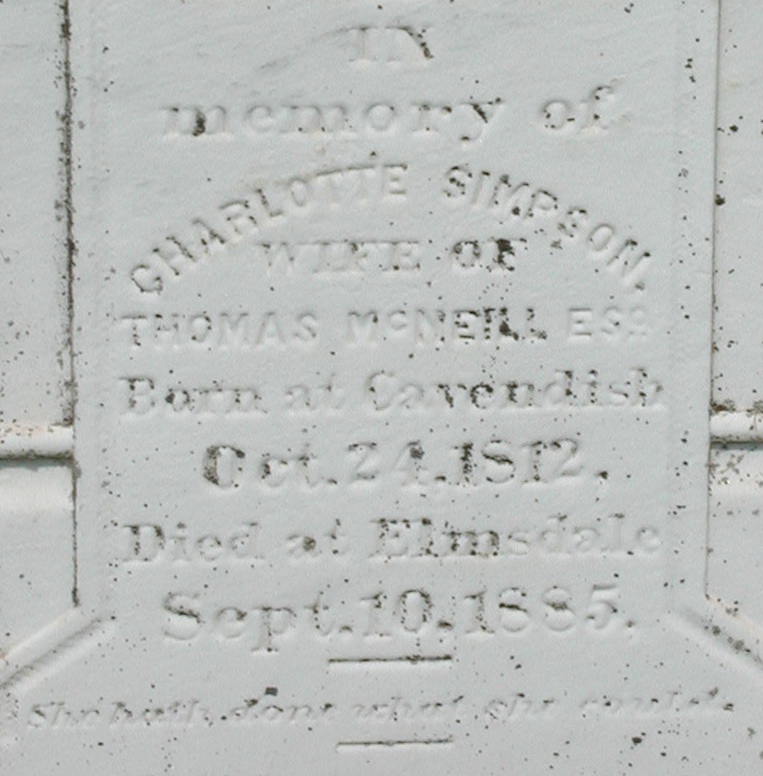 IN
memory of
CHARLOTTE SIMPSON.
WIFE OF
THOMAS McNEILL ESQ.
Born at Cavendish
Oct. 24, 1812,
Died at Elmsdale
Sept. 10. 1885.
She hath done what she could.